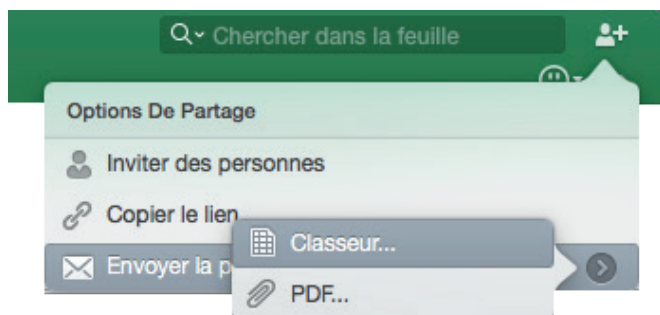 Chercher dans la feuille
Options De Partage
Inviter des personnes
Copier le lien
Envoyer la p
Classeur...
PDF...